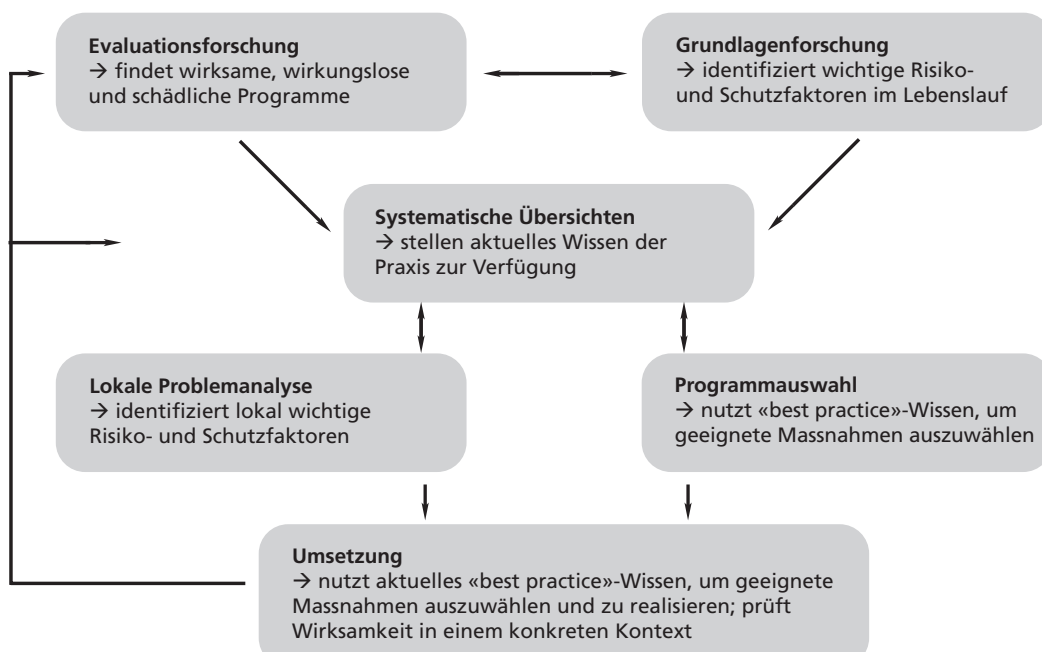 Evaluationsforschung
→ findet wirksame, wirkungslose
und schädliche Programme
Grundlagenforschung
→ identifiziert wichtige Risiko-
und Schutzfaktoren im Lebenslauf
Systematische Übersichten
→ stellen aktuelles Wissen der
Praxis zur Verfügung
Lokale Problemanalyse
→ identifiziert lokal wichtige
Risiko- und Schutzfaktoren
Programmauswahl
→ nutzt «best practice»-Wissen, um
geeignete Massnahmen auszuwählen
Umsetzung
→ nutzt aktuelles «best practice»-Wissen, um geeignete
Massnahmen auszuwählen und zu realisieren; prüft
Wirksamkeit in einem konkreten Kontext